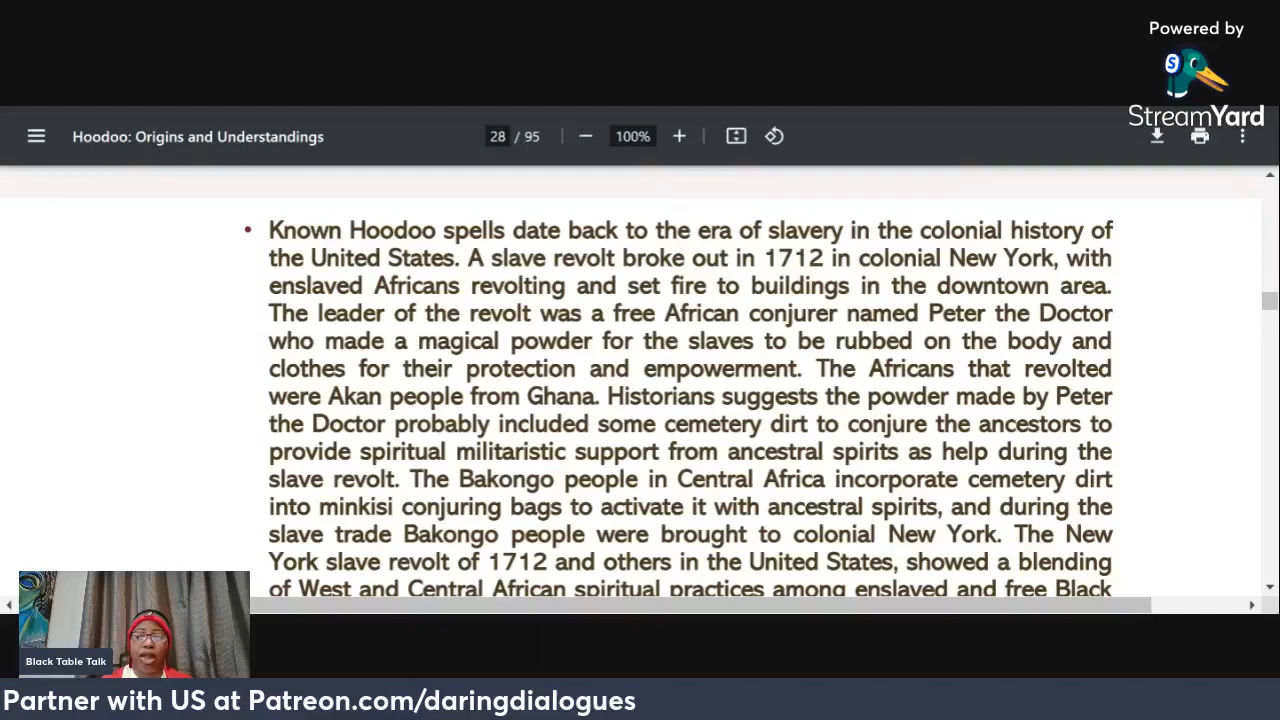 Powered by
S
StreamYard
Hoodoo: Origins and Understandings
28 / 95
100%
• Known Hoodoo spells date back to the era of slavery in the colonial history of
the United States. A slave revolt broke out in 1712 in colonial New York, with
enslaved Africans revolting and set fire to buildings in the downtown area.
The leader of the revolt was a free African conjurer named Peter the Doctor
who made a magical powder for the slaves to be rubbed on the body and
clothes for their protection and empowerment. The Africans that revolted
were Akan people from Ghana. Historians suggests the powder made by Peter
the Doctor probably included some cemetery dirt to conjure the ancestors to
provide spiritual militaristic support from ancestral spirits as help during the
slave revolt. The Bakongo people in Central Africa incorporate cemetery dirt
into minkisi conjuring bags to activate it with ancestral spirits, and during the
slave trade Bakongo people were brought to colonial New York. The New
York slave revolt of 1712 and others in the United States, showed a blending
of West and Central African spiritual practices among enslaved and free Black
Black Table Talk
Partner with US at Patreon.com/daringdialogues